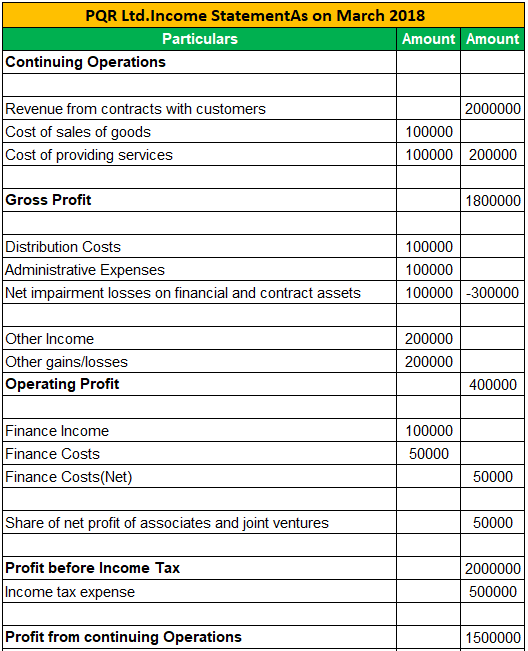 PQR Ltd.Income StatementAs on March 2018
Particulars Amount Amount
Continuing Operations
Revenue from contracts with customers 2000000
Cost of sales of goods 100000
Cost of providing services 100000 200000
Gross Profit 1800000
Distribution Costs 100000
Administrative Expenses 100000
Net impairment losses on financial and contract assets 100000 -300000
Other Income 200000
Other gains/losses 200000
Operating Profit 400000
Finance Income 100000
Finance Costs 50000
Finance Costs(Net) 50000
Share of net profit of associates and joint ventures 50000
Profit before Income Tax 2000000
Income tax expense 500000
Profit from continuing Operations 1500000